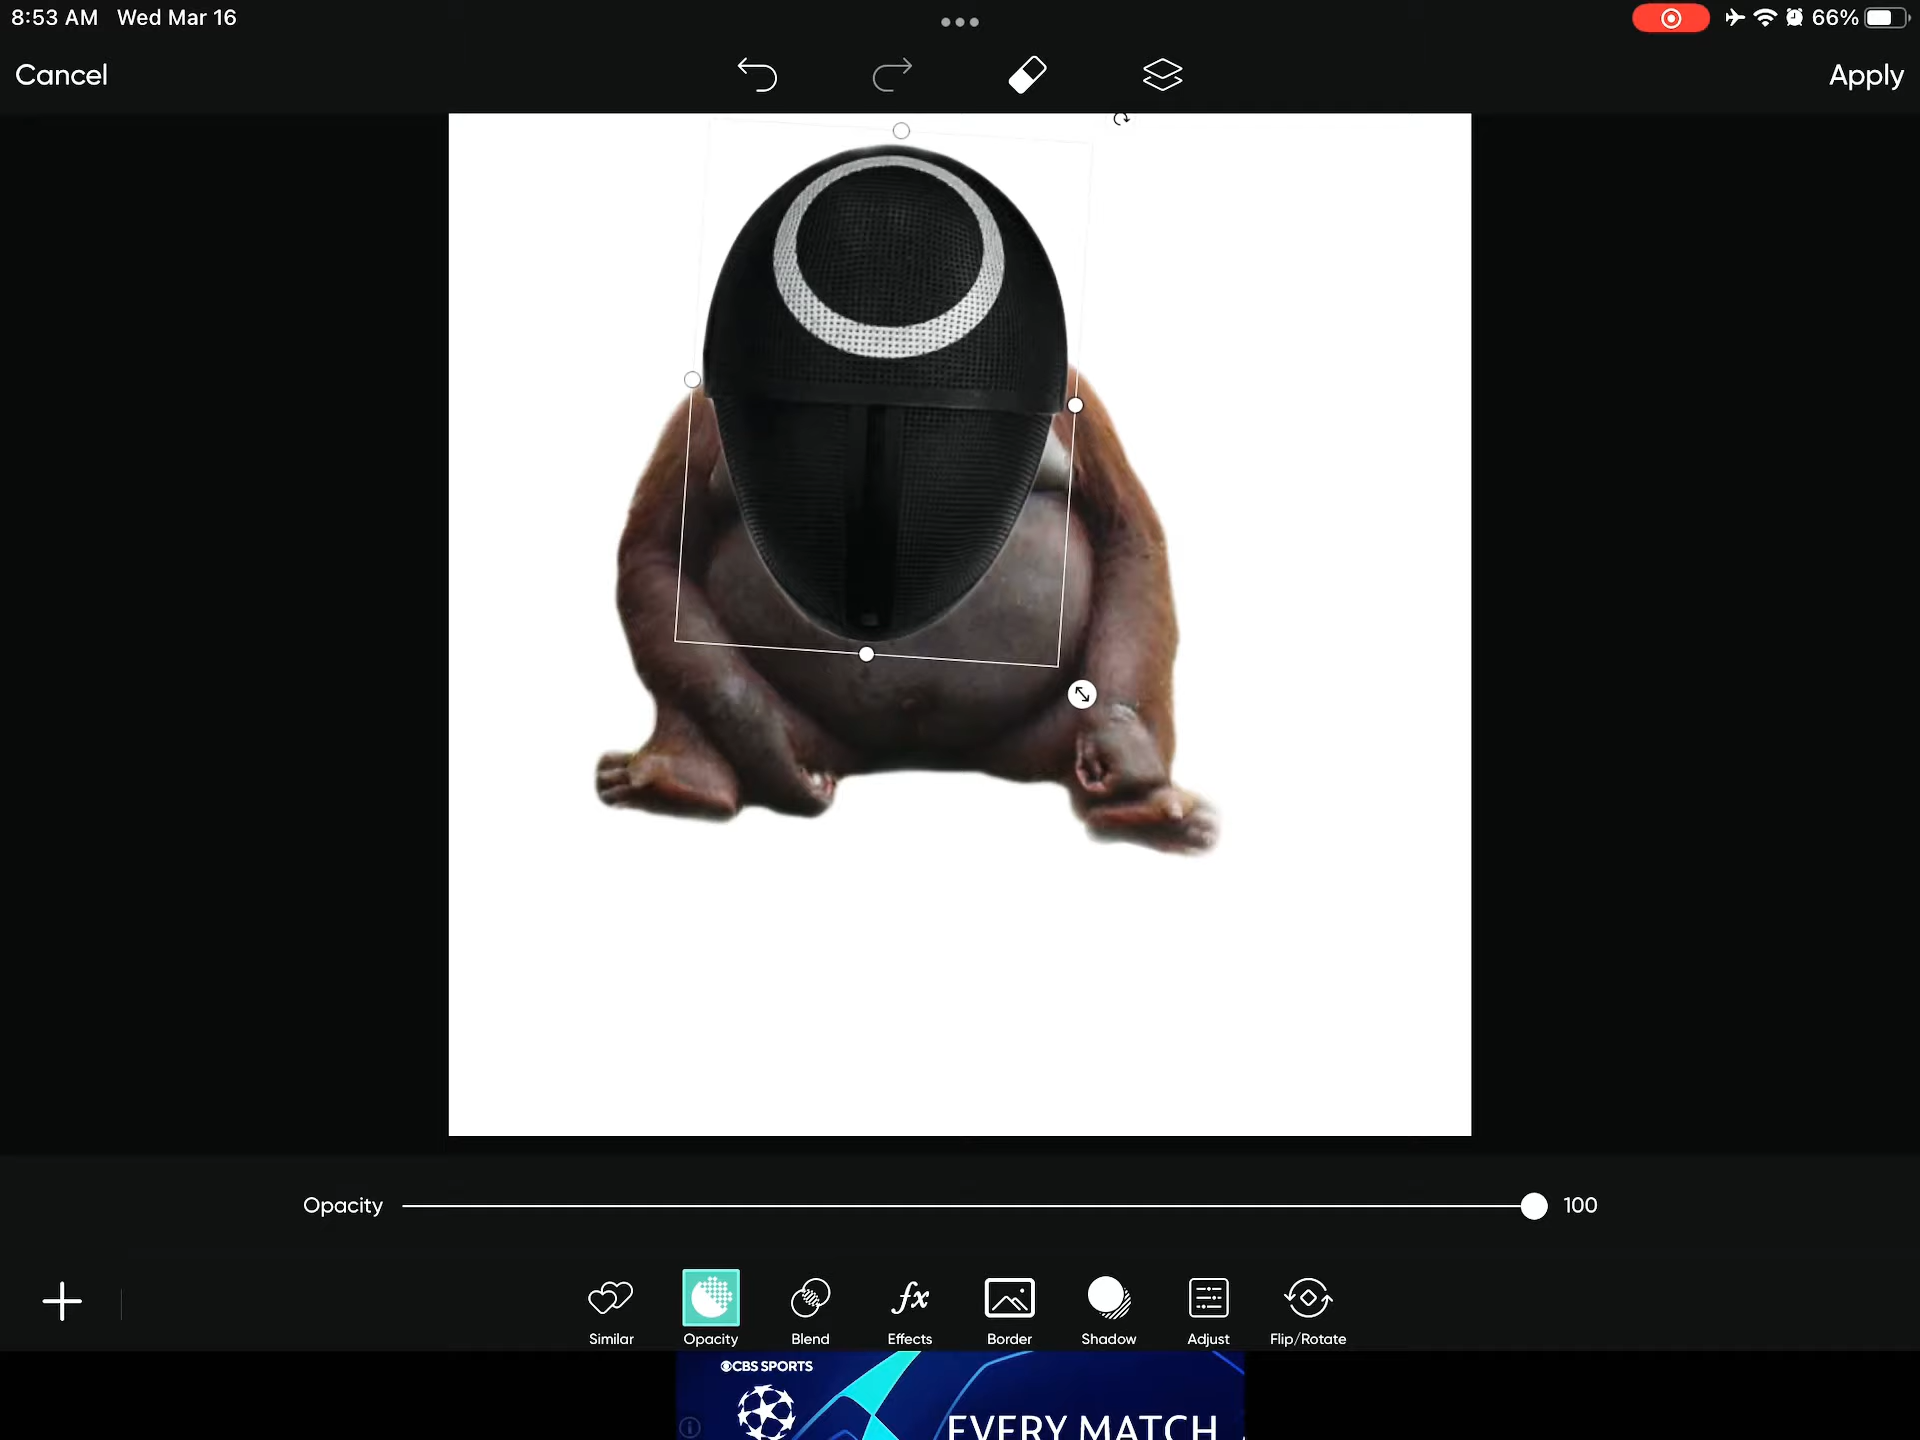 8:53 AM Wed Mar 16
66%
Cancel
Apply
Opacity
100
Similar
Opacity
Blend
fx
Effects
Border
Shadow
Adjust
Flip/Rotate
CBS SPORTS
EVERY MATCH